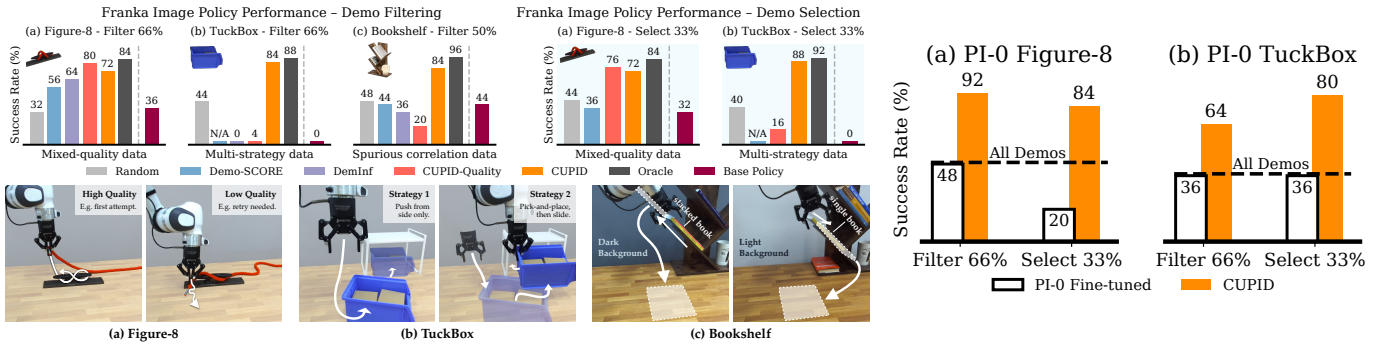 Franka Image Policy Performance – Demo Filtering
(a) Figure-8 - Filter 66%
(b) TuckBox - Filter 66%
(c) Bookshelf - Filter 50%
Success Rate (%)
32
56
64
80
72
84
36
Mixed-quality data
44
N/A
0
4
84
88
0
Multi-strategy data
48
44
36
20
84
96
44
Spurious correlation data
Franka Image Policy Performance – Demo Selection
(a) Figure-8 - Select 33%
(b) TuckBox - Select 33%
Success Rate (%)
44
36
76
72
84
32
Mixed-quality data
40
N/A
16
88
92
0
Multi-strategy data
Random
Demo-SCORE
DemInf
CUPID-Quality
CUPID
Oracle
Base Policy
High Quality
E.g. first attempt.
Low Quality
E.g. retry needed.
(a) Figure-8
Strategy 1
Push from
side only.
Strategy 2
Pick-and-place,
then slide.
(b) TuckBox
stacked book
Dark
Background
single book
Light
Background
(c) Bookshelf
(a) PI-0 Figure-8
Success Rate (%)
92
84
All Demos
48
20
Filter 66%
Select 33%
(b) PI-0 TuckBox
64
80
All Demos
36
36
Filter 66%
Select 33%
PI-0 Fine-tuned
CUPID